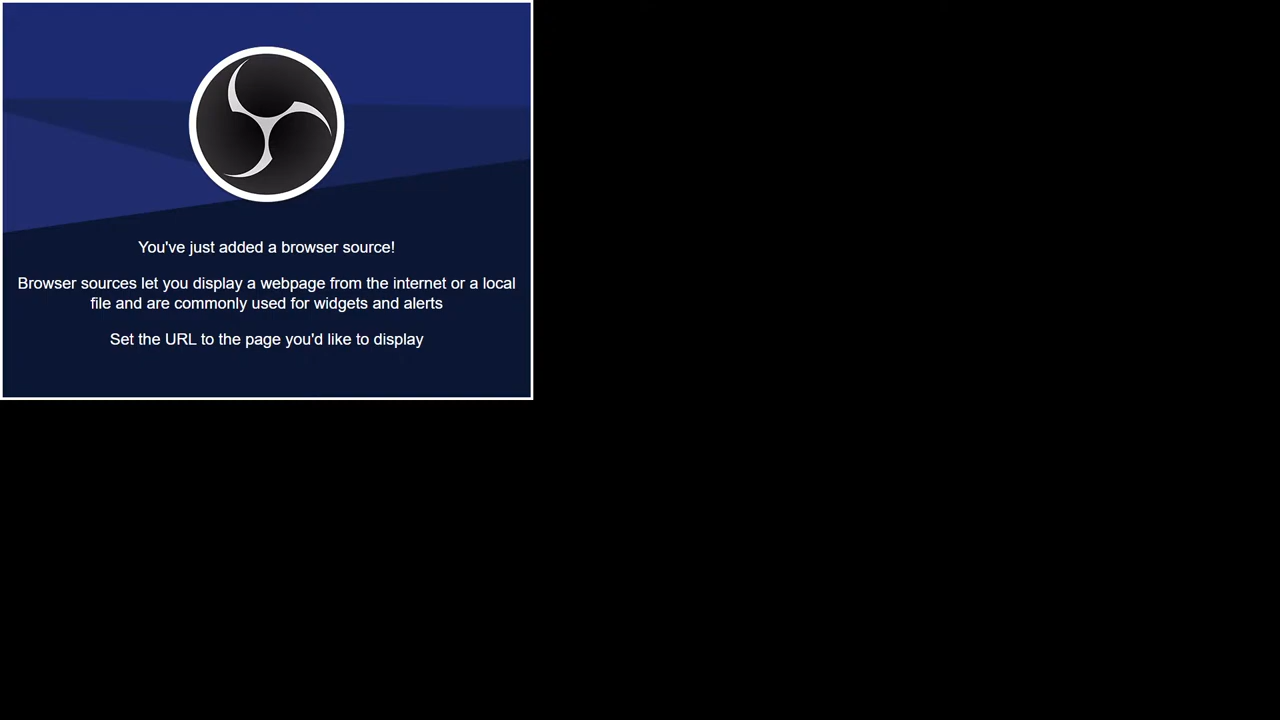 You've just added a browser source!
Browser sources let you display a webpage from the internet or a local
file and are commonly used for widgets and alerts
Set the URL to the page you'd like to display